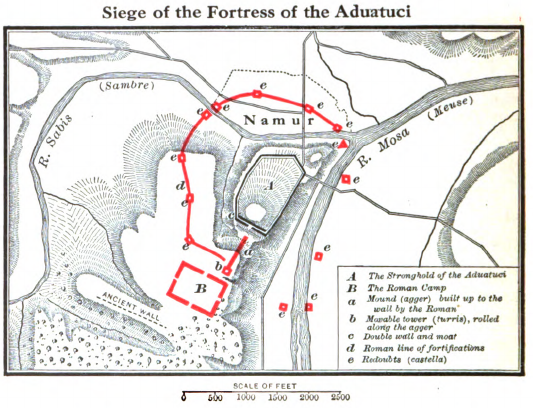 Siege of the Fortress of the Aduatuci
(Sambre)
R. Sabis
(Meuse)
R. Mosa
Namur
e
e
e
e
e
e
e
e
d
e
e
e
e
e
e
A
c
a
b
B
ANCIENT WALL
A The Stronghold of the Aduatuci
B The Roman Camp
a Mound (agger) built up to the
wall by the Roman
b Movable tower (turris), rolled
along the agger
c Double wall and moat
d Roman line of fortifications
e Redoubts (castella)
SCALE OF FEET
0 500 1000 1500 2000 2500